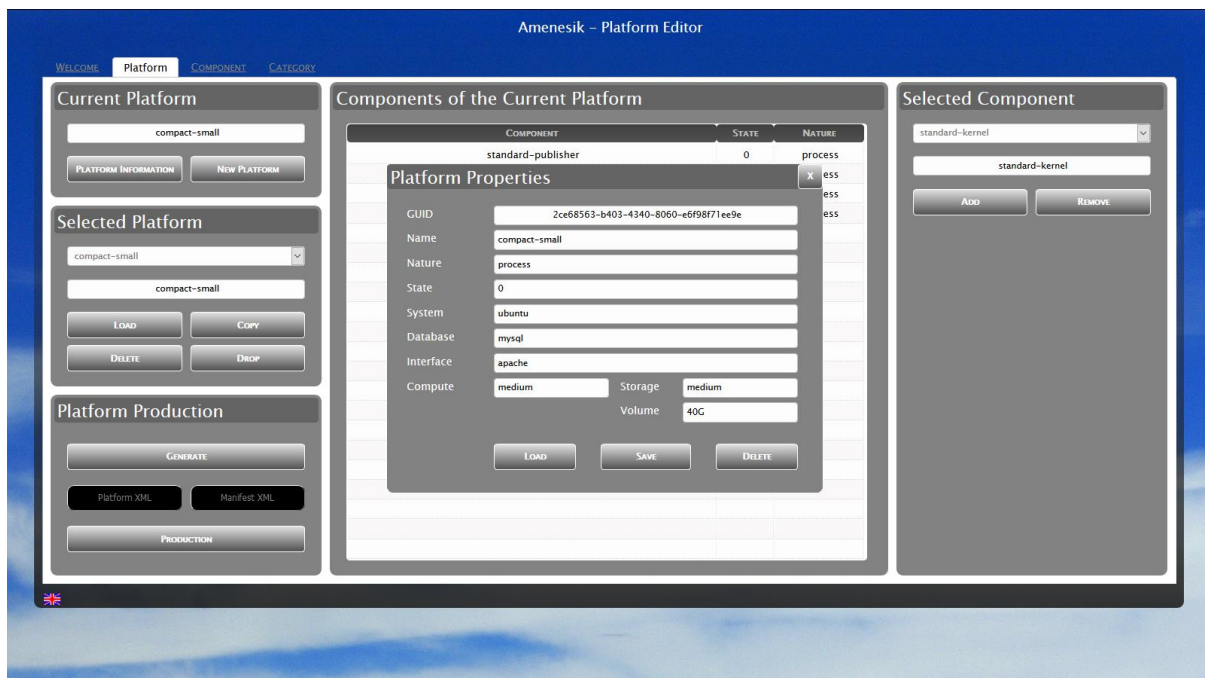 Amenesik – Platform Editor
WELCOME Platform COMPONENT CATEGORY
Current Platform
compact-small
PLATFORM INFORMATION NEW PLATFORM
Selected Platform
compact-small
compact-small
LOAD COPY
DELETE DROP
Platform Production
GENERATE
Platform XML Manifest XML
PRODUCTION
Components of the Current Platform
COMPONENT STATE NATURE
standard-publisher 0 process
ess
ess
ess
Platform Properties X
GUID 2ce68563-b403-4340-8060-e6f98f71ee9e
Name compact-small
Nature process
State 0
System ubuntu
Database mysql
Interface apache
Compute medium Storage medium
Volume 40G
LOAD SAVE DELETE
Selected Component
standard-kernel
standard-kernel
ADD REMOVE